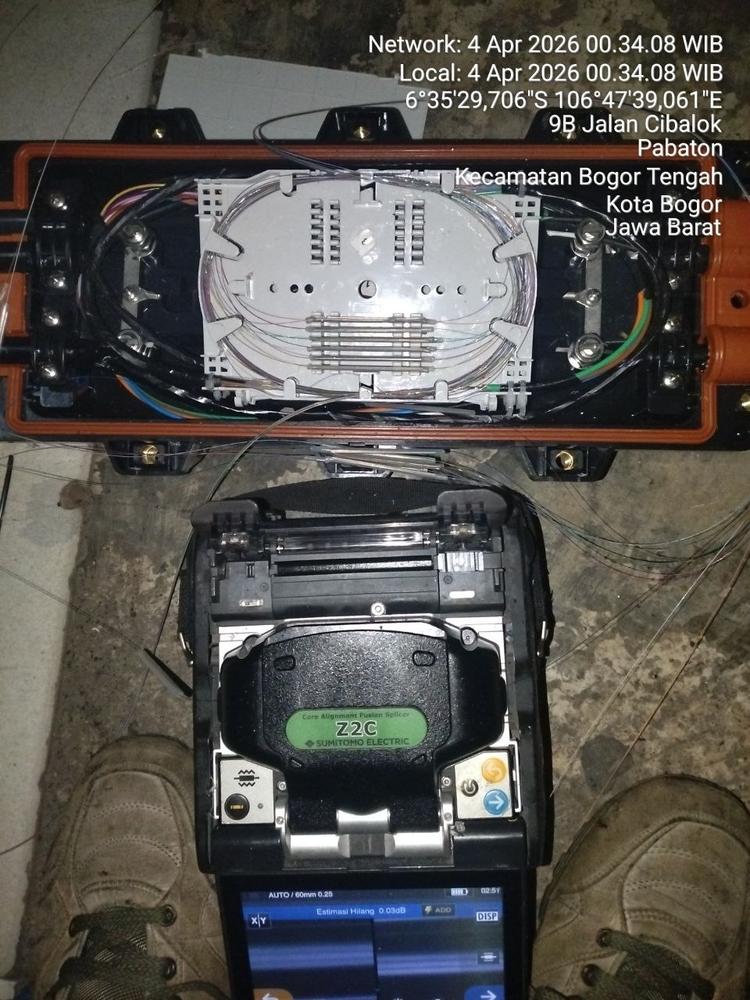 Network: 4 Apr 2026 00.34.08 WIB
Local: 4 Apr 2026 00.34.08 WIB
6°35'29,706"S 106°47'39,061"E
9B Jalan Cibalok
Pabaton
Kecamatan Bogor Tengah
Kota Bogor
Jawa Barat
Core Alignment Fusion Splicer
Z2C
SUMITOMO ELECTRIC
AUTO / 60mm 0.25
02:51
Estimasi Hilang 0.03dB
ADD
X Y
DISP